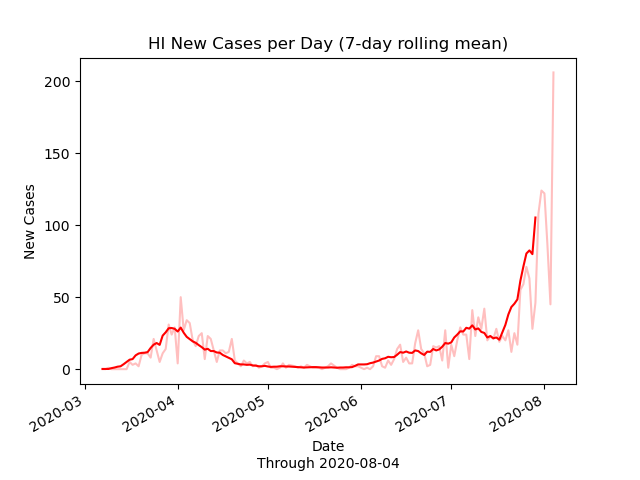 HI New Cases per Day (7-day rolling mean)
200
150
100
50
0
New Cases
2020-03
2020-04
2020-05
2020-06
2020-07
2020-08
Date
Through 2020-08-04